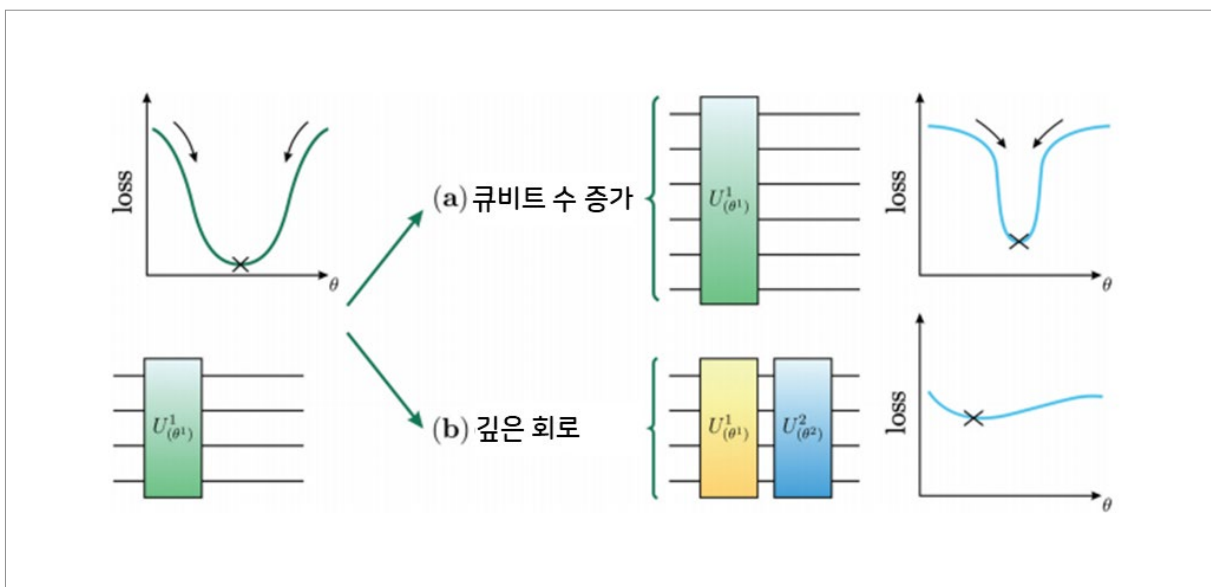 loss
θ
U¹(θ¹)
(a) 큐비트 수 증가
U¹(θ¹)
loss
θ
(b) 깊은 회로
U¹(θ¹)
U²(θ²)
loss
θ